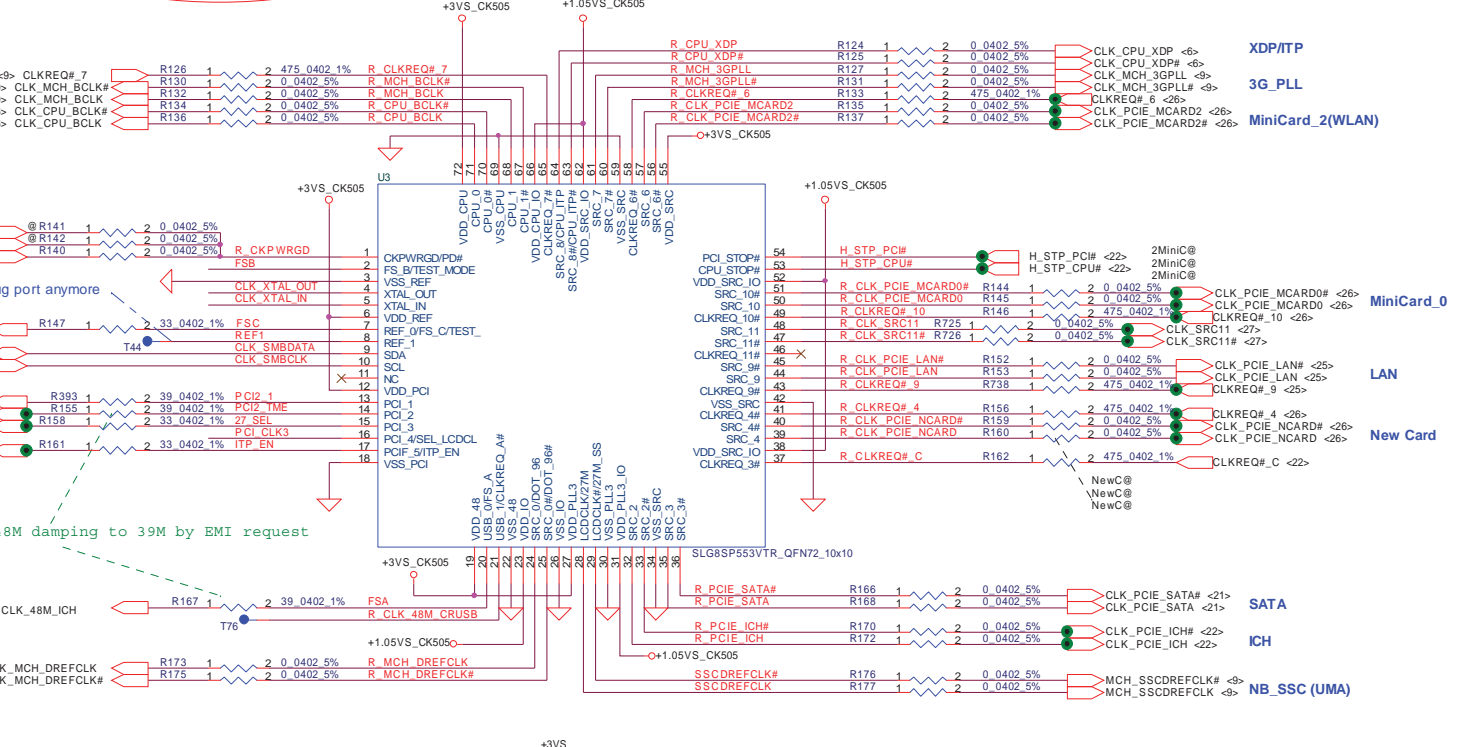 +3VS_CK505
+1.05VS_CK505
R_CPU_XDP R124 1 2 0_0402_5% CLK_CPU_XDP <6> XDP/ITP
R_CPU_XDP# R125 1 2 0_0402_5% CLK_CPU_XDP# <6>
R_MCH_3GPLL R127 1 2 0_0402_5% CLK_MCH_3GPLL <9> 3G_PLL
R_MCH_3GPLL# R131 1 2 0_0402_5% CLK_MCH_3GPLL# <9>
R_CLKREQ#_6 R133 1 2 475_0402_1% CLKREQ#_6 <26>
R_CLK_PCIE_MCARD2 R135 1 2 0_0402_5% CLK_PCIE_MCARD2 <26>
R_CLK_PCIE_MCARD2# R137 1 2 0_0402_5% CLK_PCIE_MCARD2# <26> MiniCard_2(WLAN)
<9> CLKREQ#_7 R126 1 2 475_0402_1% R_CLKREQ#_7
CLK_MCH_BCLK# R130 1 2 0_0402_5% R_MCH_BCLK#
CLK_MCH_BCLK R132 1 2 0_0402_5% R_MCH_BCLK
CLK_CPU_BCLK# R134 1 2 0_0402_5% R_CPU_BCLK#
CLK_CPU_BCLK R136 1 2 0_0402_5% R_CPU_BCLK
+3VS_CK505
U3
72 71 70 69 68 67 66 65 64 63 62 61 60 59 58 57 56 55
VDD_CPU
CPU_0
CPU_0#
VSS_CPU
CPU_1
CPU_1#
VDD_CPU_IO
CLKREQ_7#
SRC_8/CPU_ITP
SRC_8#/CPU_ITP#
VDD_SRC_IO
SRC_7
SRC_7#
VSS_SRC
CLKREQ_6#
SRC_6
SRC_6#
VDD_SRC
+3VS_CK505
+1.05VS_CK505
@ R141 1 2 0_0402_5%
@ R142 1 2 0_0402_5%
R140 1 2 0_0402_5% R_CKPWRGD 1 CKPWRGD/PD#
FSB 2 FS_B/TEST_MODE
3 VSS_REF
CLK_XTAL_OUT 4 XTAL_OUT
g port anymore
CLK_XTAL_IN 5 XTAL_IN
6 VDD_REF
R147 1 2 33_0402_1% FSC 7 REF_0/FS_C/TEST_
T44 REF1 8 REF_1
CLK_SMBDATA 9 SDA
CLK_SMBCLK 10 SCL
11 NC
12 VDD_PCI
R393 1 2 39_0402_1% PCI2_1 13 PCI_1
R155 1 2 39_0402_1% PCI2_TME 14 PCI_2
R158 1 2 33_0402_1% 27_SEL 15 PCI_3
PCI_CLK3 16 PCI_4/SEL_LCDCL
R161 1 2 33_0402_1% ITP_EN 17 PCIF_5/ITP_EN
18 VSS_PCI
PCI_STOP# 54 H_STP_PCI# H_STP_PCI# <22>
CPU_STOP# 53 H_STP_CPU# H_STP_CPU# <22>
2MiniC@
2MiniC@
2MiniC@
VDD_SRC_IO 52
SRC_10# 51 R_CLK_PCIE_MCARD0# R144 1 2 0_0402_5% CLK_PCIE_MCARD0# <26>
SRC_10 50 R_CLK_PCIE_MCARD0 R145 1 2 0_0402_5% CLK_PCIE_MCARD0 <26> MiniCard_0
CLKREQ_10# 49 R_CLKREQ#_10 R146 1 2 475_0402_1% CLKREQ#_10 <26>
SRC_11 48 R_CLK_SRC11 R725 1 2 0_0402_5% CLK_SRC11 <27>
SRC_11# 47 R_CLK_SRC11# R726 1 2 0_0402_5% CLK_SRC11# <27>
CLKREQ_11# 46
SRC_9# 45 R_CLK_PCIE_LAN# R152 1 2 0_0402_5% CLK_PCIE_LAN# <25>
SRC_9 44 R_CLK_PCIE_LAN R153 1 2 0_0402_5% CLK_PCIE_LAN <25> LAN
CLKREQ_9# 43 R_CLKREQ#_9 R738 1 2 475_0402_1% CLKREQ#_9 <25>
VSS_SRC 42
CLKREQ_4# 41 R_CLKREQ#_4 R156 1 2 475_0402_1% CLKREQ#_4 <26>
SRC_4# 40 R_CLK_PCIE_NCARD# R159 1 2 0_0402_5% CLK_PCIE_NCARD# <26>
SRC_4 39 R_CLK_PCIE_NCARD R160 1 2 0_0402_5% CLK_PCIE_NCARD <26> New Card
VDD_SRC_IO 38
CLKREQ_3# 37 R_CLKREQ#_C R162 1 2 475_0402_1% CLKREQ#_C <22>
NewC@
NewC@
NewC@
VDD_48
USB_0/FS_A
USB_1/CLKREQ_A#
VSS_48
VDD_IO
SRC_0/DOT_96
SRC_0#/DOT_96#
VSS_IO
VDD_PLL3
LCDCLK/27M
LCDCLK#/27M_SS
VSS_PLL3
VDD_PLL3_IO
SRC_2
SRC_2#
VSS_SRC
SRC_3
SRC_3#
19 20 21 22 23 24 25 26 27 28 29 30 31 32 33 34 35 36
SLG8SP553VTR_QFN72_10x10
8M damping to 39M by EMI request
+3VS_CK505
CLK_48M_ICH R167 1 2 39_0402_1% FSA
T76 R_CLK_48M_CRUSB
+1.05VS_CK505
K_MCH_DREFCLK R173 1 2 0_0402_5% R_MCH_DREFCLK
K_MCH_DREFCLK# R175 1 2 0_0402_5% R_MCH_DREFCLK#
R_PCIE_SATA# R166 1 2 0_0402_5% CLK_PCIE_SATA# <21>
R_PCIE_SATA R168 1 2 0_0402_5% CLK_PCIE_SATA <21> SATA
R_PCIE_ICH# R170 1 2 0_0402_5% CLK_PCIE_ICH# <22>
R_PCIE_ICH R172 1 2 0_0402_5% CLK_PCIE_ICH <22> ICH
+1.05VS_CK505
SSCDREFCLK# R176 1 2 0_0402_5% MCH_SSCDREFCLK# <9>
SSCDREFCLK R177 1 2 0_0402_5% MCH_SSCDREFCLK <9> NB_SSC (UMA)
+3VS